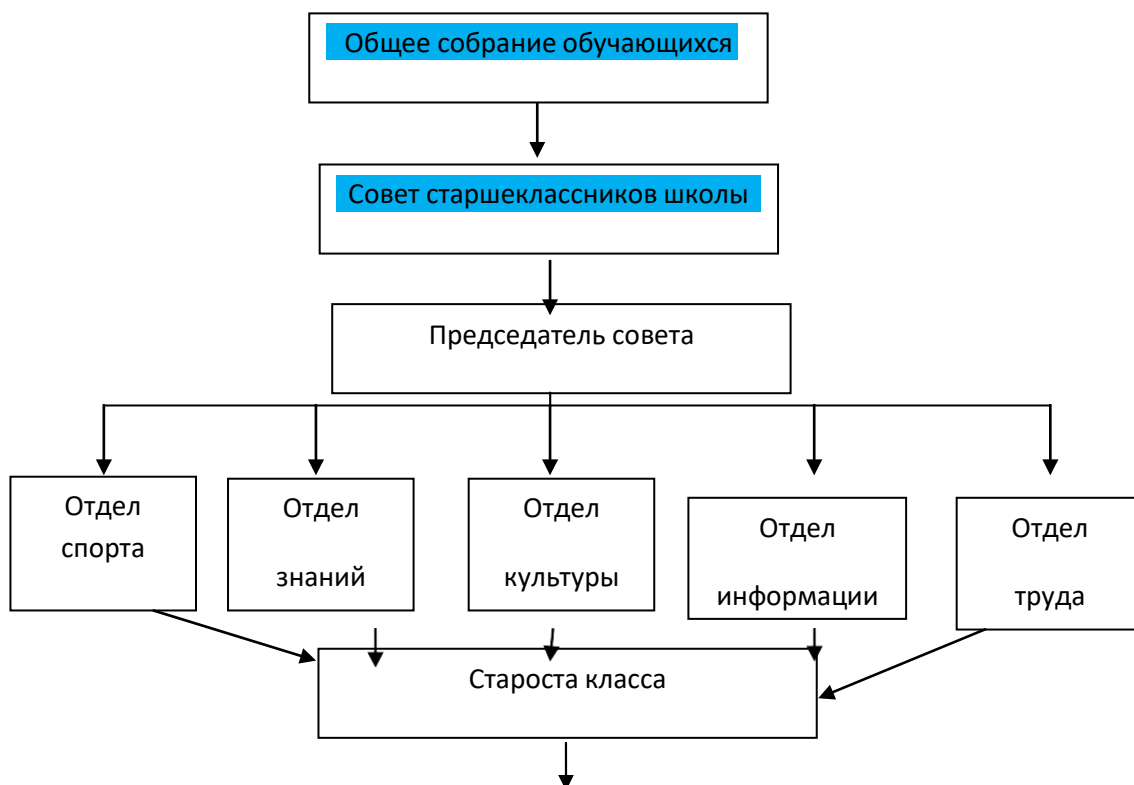 Общее собрание обучающихся
Совет старшеклассников школы
Председатель совета
Отдел
спорта
Отдел
знаний
Отдел
культуры
Отдел
информации
Отдел
труда
Староста класса